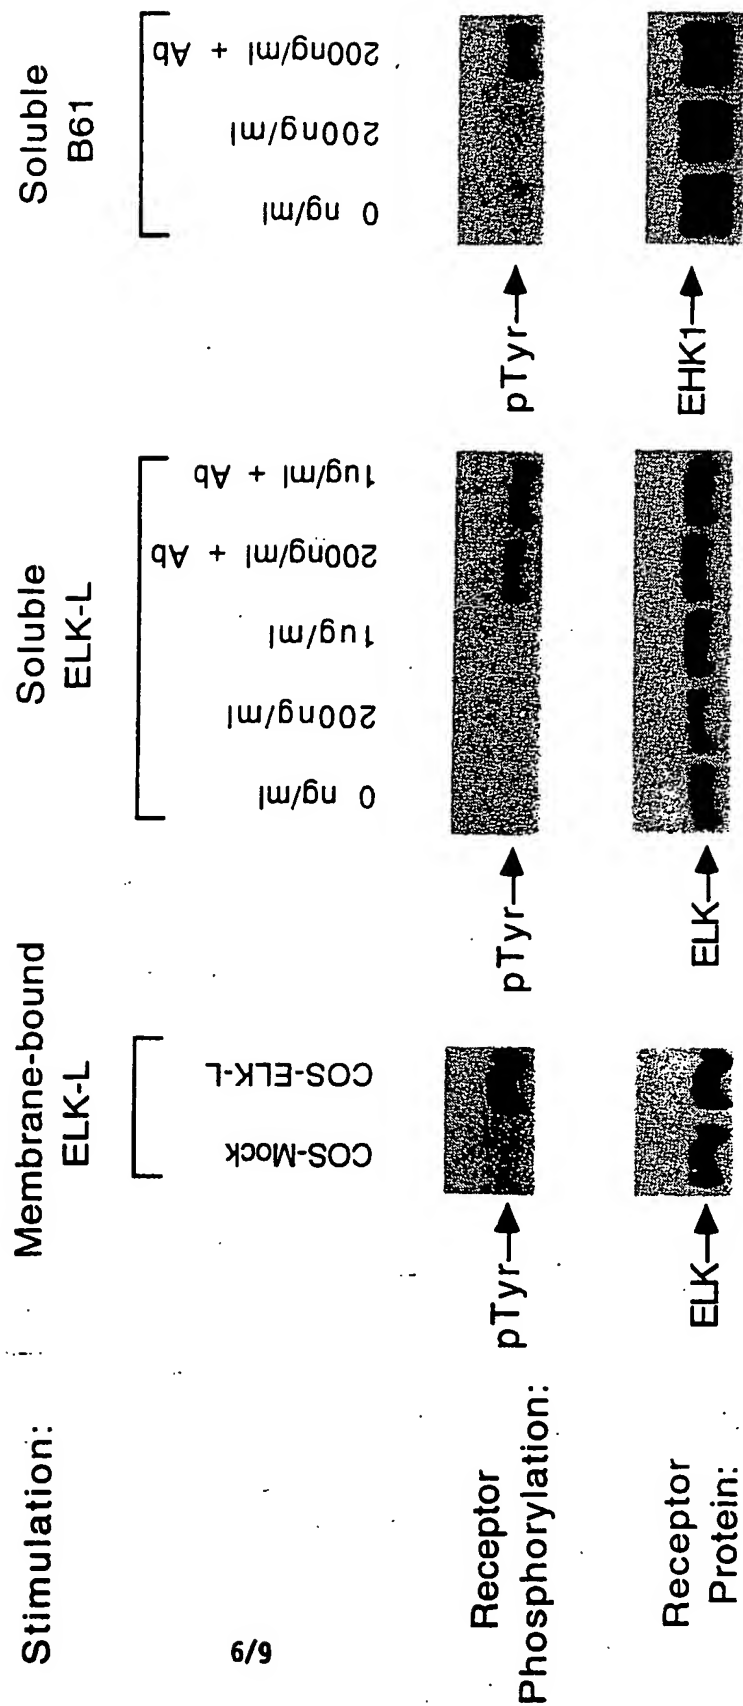 Stimulation:
Membrane-bound
ELK-L
COS-Mock
COS-ELK-L
Soluble
ELK-L
0 ng/ml
200ng/ml
1ug/ml
200ng/ml + Ab
1ug/ml + Ab
Soluble
B61
0 ng/ml
200ng/ml
200ng/ml + Ab
Receptor
Phosphorylation:
pTyr
pTyr
pTyr
Receptor
Protein:
ELK
ELK
EHK1
6/9